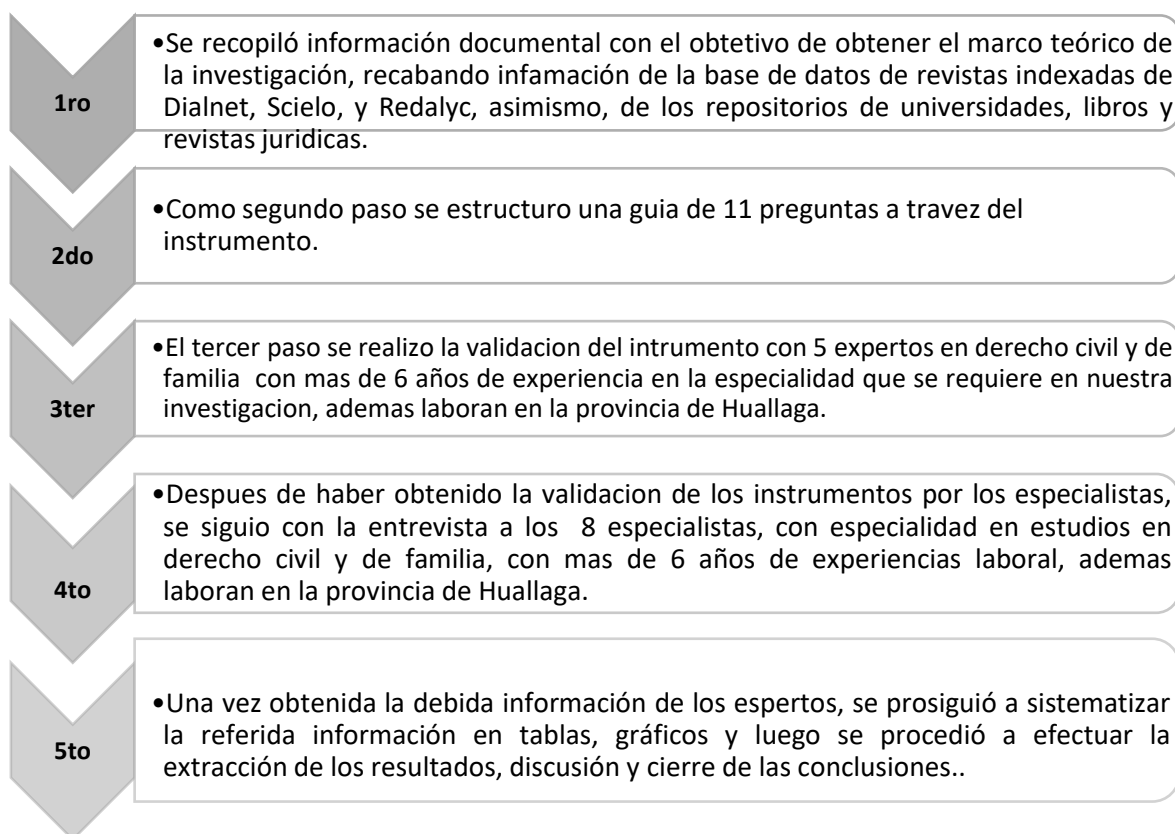 1ro
•Se recopiló información documental con el obtetivo de obtener el marco teórico de
la investigación, recabando infamación de la base de datos de revistas indexadas de
Dialnet, Scielo, y Redalyc, asimismo, de los repositorios de universidades, libros y
revistas juridicas.
2do
•Como segundo paso se estructuro una guia de 11 preguntas a travez del
instrumento.
3ter
•El tercer paso se realizo la validacion del intrumento con 5 expertos en derecho civil y de
familia con mas de 6 años de experiencia en la especialidad que se requiere en nuestra
investigacion, ademas laboran en la provincia de Huallaga.
4to
•Despues de haber obtenido la validacion de los instrumentos por los especialistas,
se siguio con la entrevista a los 8 especialistas, con especialidad en estudios en
derecho civil y de familia, con mas de 6 años de experiencias laboral, ademas
laboran en la provincia de Huallaga.
5to
•Una vez obtenida la debida información de los espertos, se prosiguió a sistematizar
la referida información en tablas, gráficos y luego se procedió a efectuar la
extracción de los resultados, discusión y cierre de las conclusiones..